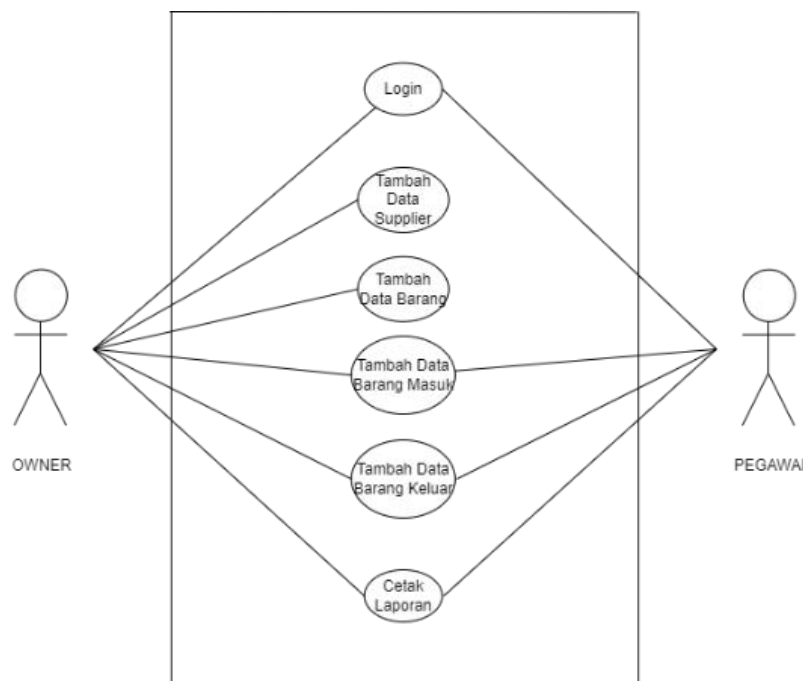 Login
Tambah
Data
Supplier
Tambah
Data Barang
Tambah Data
Barang Masuk
Tambah Data
Barang Keluar
Cetak
Laporan
OWNER
PEGAWAI